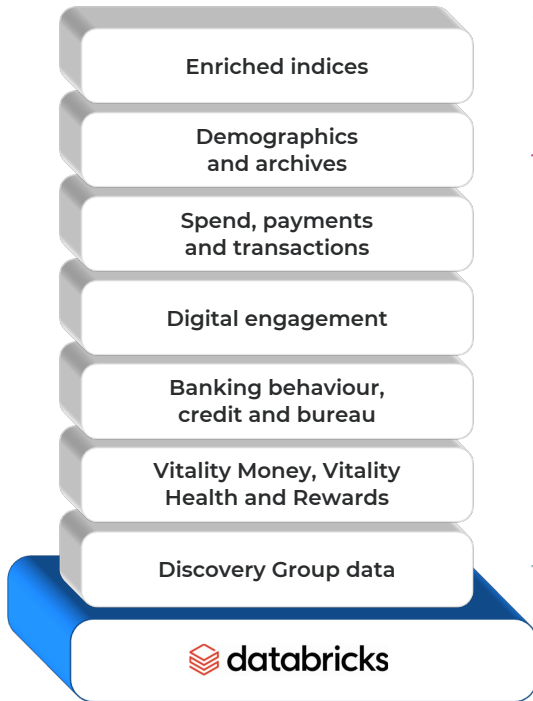 Enriched indices
Demographics
and archives
Spend, payments
and transactions
Digital engagement
Banking behaviour,
credit and bureau
Vitality Money, Vitality
Health and Rewards
Discovery Group data
databricks